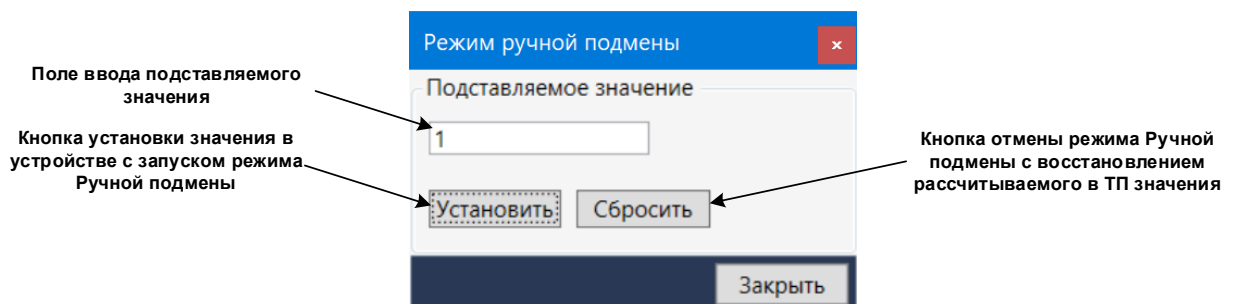 Режим ручной подмены
x
Поле ввода подставляемого
значения
Подставляемое значение
1
Кнопка установки значения в
устройстве с запуском режима
Ручной подмены
Кнопка отмены режима Ручной
подмены с восстановлением
рассчитываемого в ТП значения
Установить
Сбросить
Закрыть